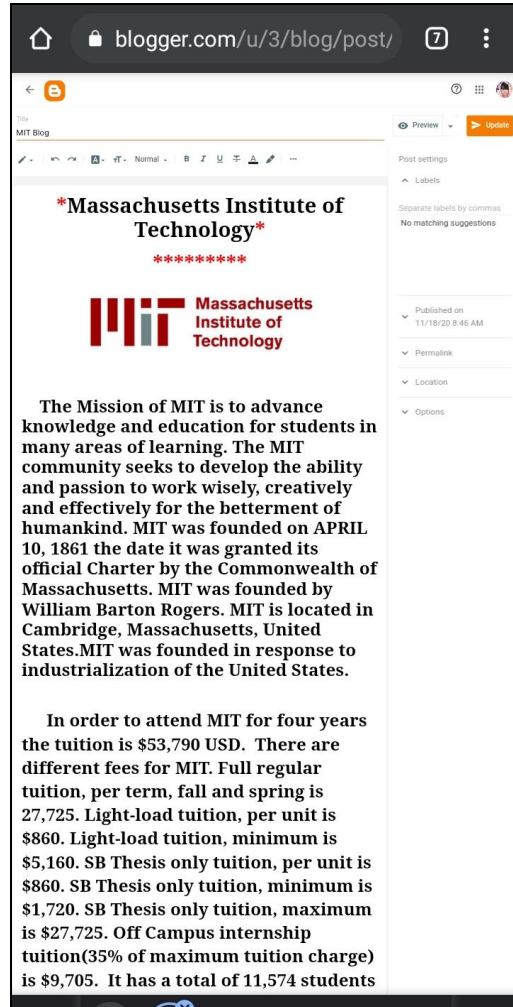 blogger.com/u/3/blog/post/
7
Title
MIT Blog
Preview
Update
Normal
B I U T A
Post settings
Labels
Separate labels by commas
No matching suggestions
Published on
11/18/20 8:46 AM
Permalink
Location
Options
*Massachusetts Institute of
Technology*
*********
MIT
Massachusetts
Institute of
Technology
The Mission of MIT is to advance
knowledge and education for students in
many areas of learning. The MIT
community seeks to develop the ability
and passion to work wisely, creatively
and effectively for the betterment of
humankind. MIT was founded on APRIL
10, 1861 the date it was granted its
official Charter by the Commonwealth of
Massachusetts. MIT was founded by
William Barton Rogers. MIT is located in
Cambridge, Massachusetts, United
States.MIT was founded in response to
industrialization of the United States.
In order to attend MIT for four years
the tuition is $53,790 USD.  There are
different fees for MIT. Full regular
tuition, per term, fall and spring is
27,725. Light-load tuition, per unit is
$860. Light-load tuition, minimum is
$5,160. SB Thesis only tuition, per unit is
$860. SB Thesis only tuition, minimum is
$1,720. SB Thesis only tuition, maximum
is $27,725. Off Campus internship
tuition(35% of maximum tuition charge)
is $9,705.  It has a total of 11,574 students